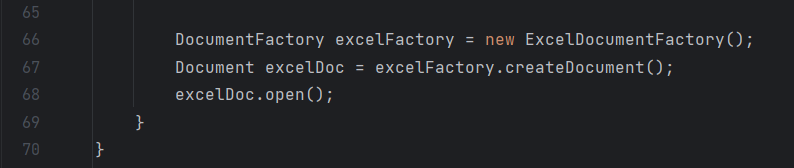 65
66 DocumentFactory excelFactory = new ExcelDocumentFactory();
67 Document excelDoc = excelFactory.createDocument();
68 excelDoc.open();
69 }
70 }